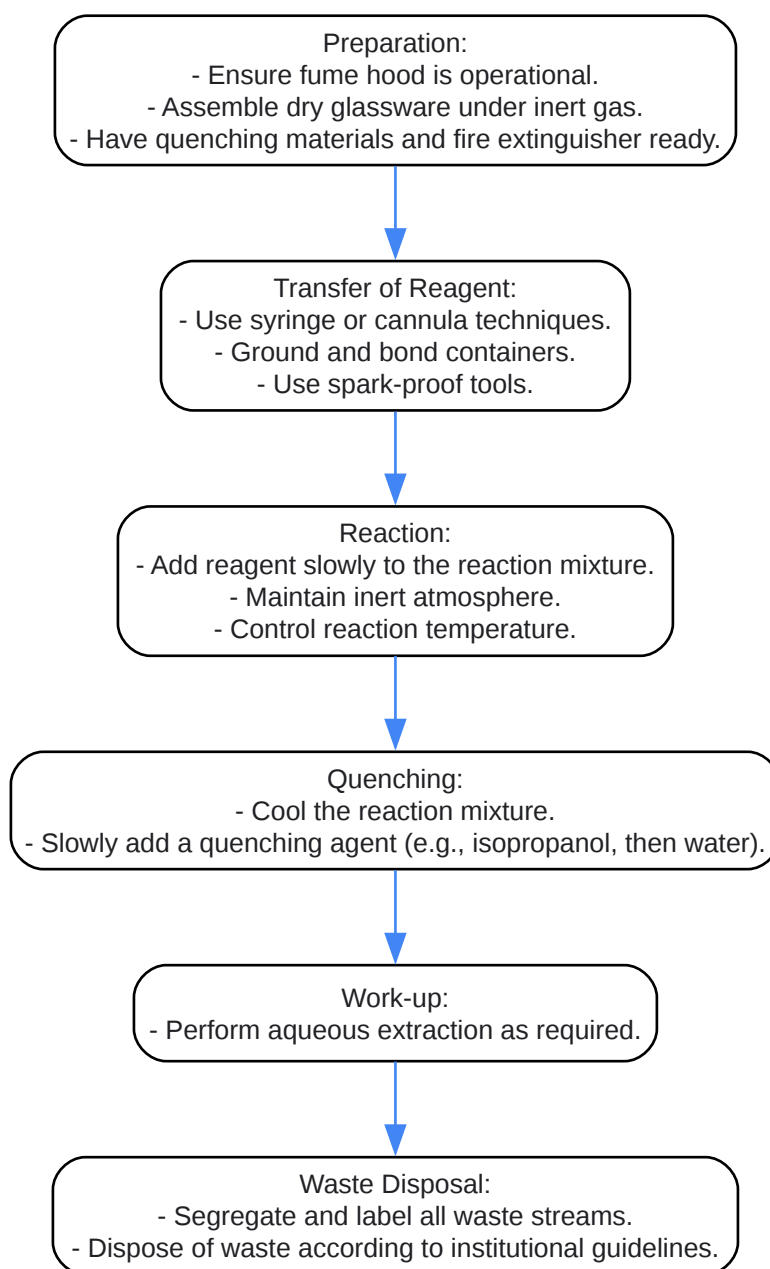 Preparation:
- Ensure fume hood is operational.
- Assemble dry glassware under inert gas.
- Have quenching materials and fire extinguisher ready.
Transfer of Reagent:
- Use syringe or cannula techniques.
- Ground and bond containers.
- Use spark-proof tools.
Reaction:
- Add reagent slowly to the reaction mixture.
- Maintain inert atmosphere.
- Control reaction temperature.
Quenching:
- Cool the reaction mixture.
- Slowly add a quenching agent (e.g., isopropanol, then water).
Work-up:
- Perform aqueous extraction as required.
Waste Disposal:
- Segregate and label all waste streams.
- Dispose of waste according to institutional guidelines.